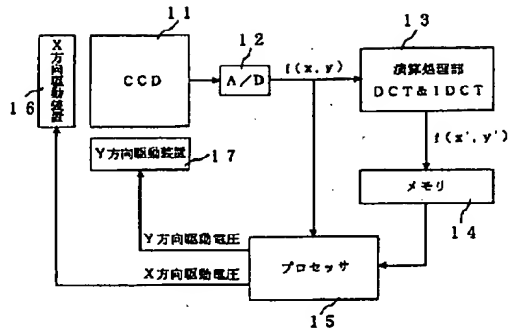 11
CCD
12
A/D
f(x,y)
13
演算処理部
DCT&IDCT
f(x',y')
X方向駆動装置
16
Y方向駆動装置
17
メモリ
14
Y方向駆動電圧
X方向駆動電圧
プロセッサ
15